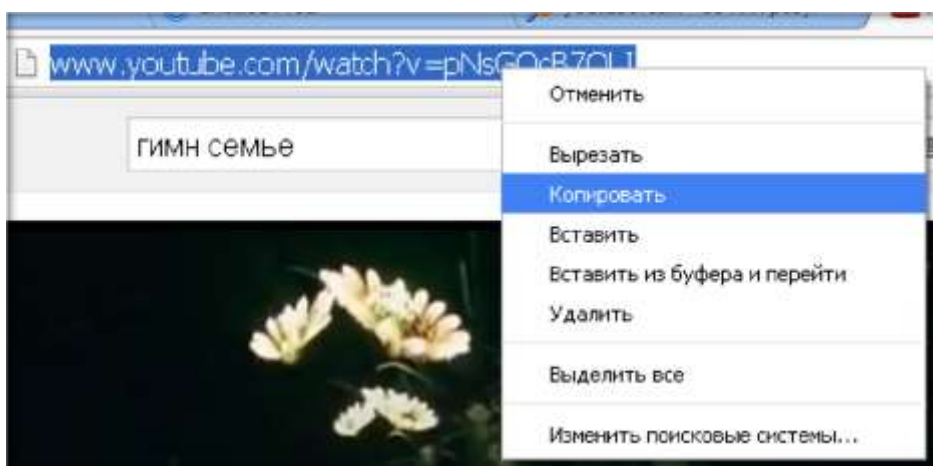 www.youtube.com/watch?v=pNsGOcB7OLI
Отменить
гимн семье
Вырезать
Копировать
Вставить
Вставить из буфера и перейти
Удалить
Выделить все
Изменить поисковые системы...